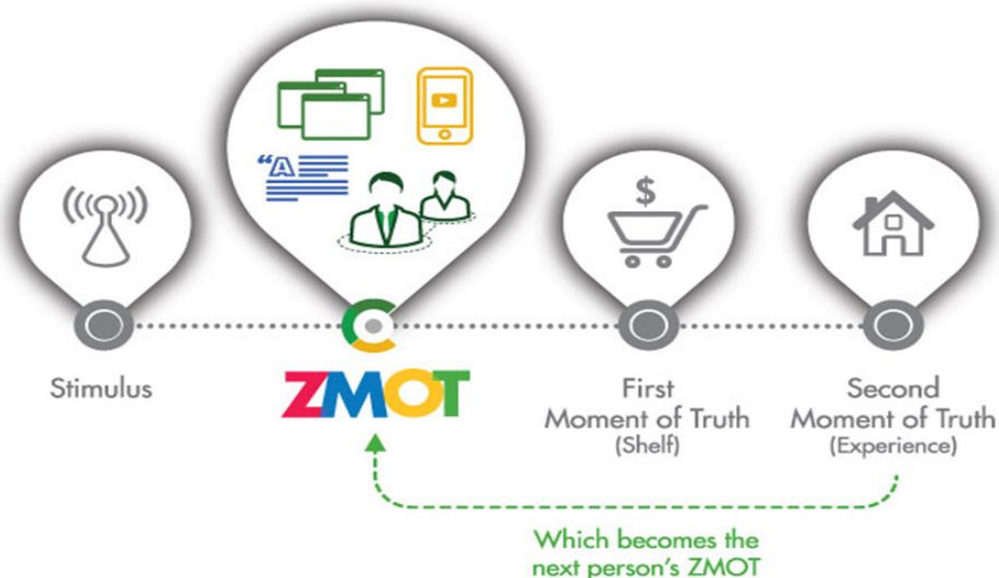 “A
$
Stimulus
ZMOT
First
Moment of Truth
(Shelf)
Second
Moment of Truth
(Experience)
Which becomes the
next person's ZMOT